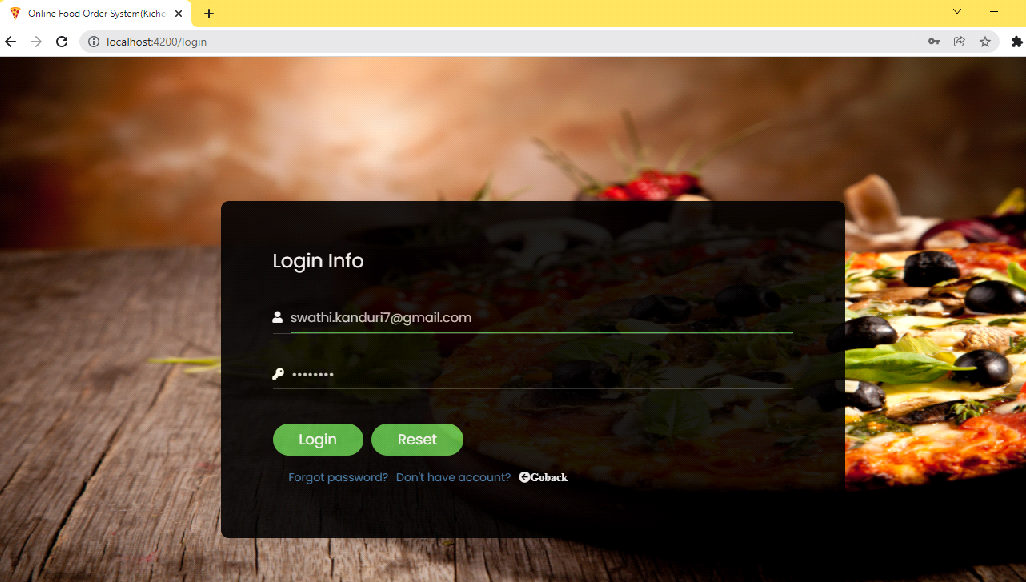 Online Food Order System(Kiche
localhost:4200/login
Login Info
swathi.kanduri7@gmail.com
••••••••
Login Reset
Forgot password? Don't have account? Goback